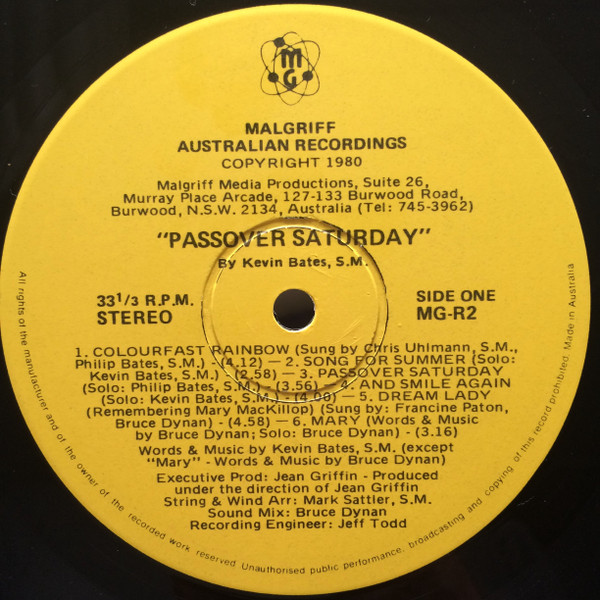 M
G
MALGRIFF
AUSTRALIAN RECORDINGS
COPYRIGHT 1980
Malgriff Media Productions, Suite 26,
Murray Place Arcade, 127-133 Burwood Road,
Burwood, N.S.W. 2134, Australia (Tel: 745-3962)
"PASSOVER SATURDAY"
By Kevin Bates, S.M.
33 1/3 R.P.M.
STEREO
SIDE ONE
MG-R2
1. COLOURFAST RAINBOW (Sung by Chris Uhlmann, S.M.,
Philip Bates, S.M.) - (4.12) — 2. SONG FOR SUMMER (Solo:
Kevin Bates, S.M.) - (2.58) — 3. PASSOVER SATURDAY
(Solo: Philip Bates, S.M.) - (3.56) — 4. AND SMILE AGAIN
(Solo: Kevin Bates, S.M.) - (4.00) — 5. DREAM LADY
(Remembering Mary MacKillop) (Sung by: Francine Paton,
Bruce Dynan) - (4.58) — 6. MARY (Words & Music
by Bruce Dynan; Solo: Bruce Dynan) - (3.16)
Words & Music by Kevin Bates, S.M. (except
"Mary" - Words & Music by Bruce Dynan)
Executive Prod: Jean Griffin - Produced
under the direction of Jean Griffin
String & Wind Arr: Mark Sattler, S.M.
Sound Mix: Bruce Dynan
Recording Engineer: Jeff Todd
All rights of the manufacturer and of the owner of the recorded work reserved Unauthorised public performance, broadcasting and copying of this record prohibited. Made in Australia